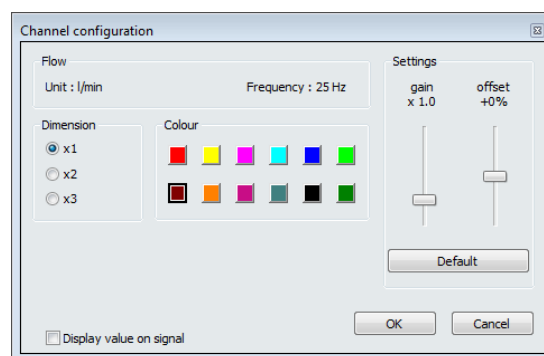 Channel configuration
Flow
Unit : l/min
Frequency : 25 Hz
Dimension
x1
x2
x3
Colour
Settings
gain
x 1.0
offset
+0%
Default
Display value on signal
OK
Cancel